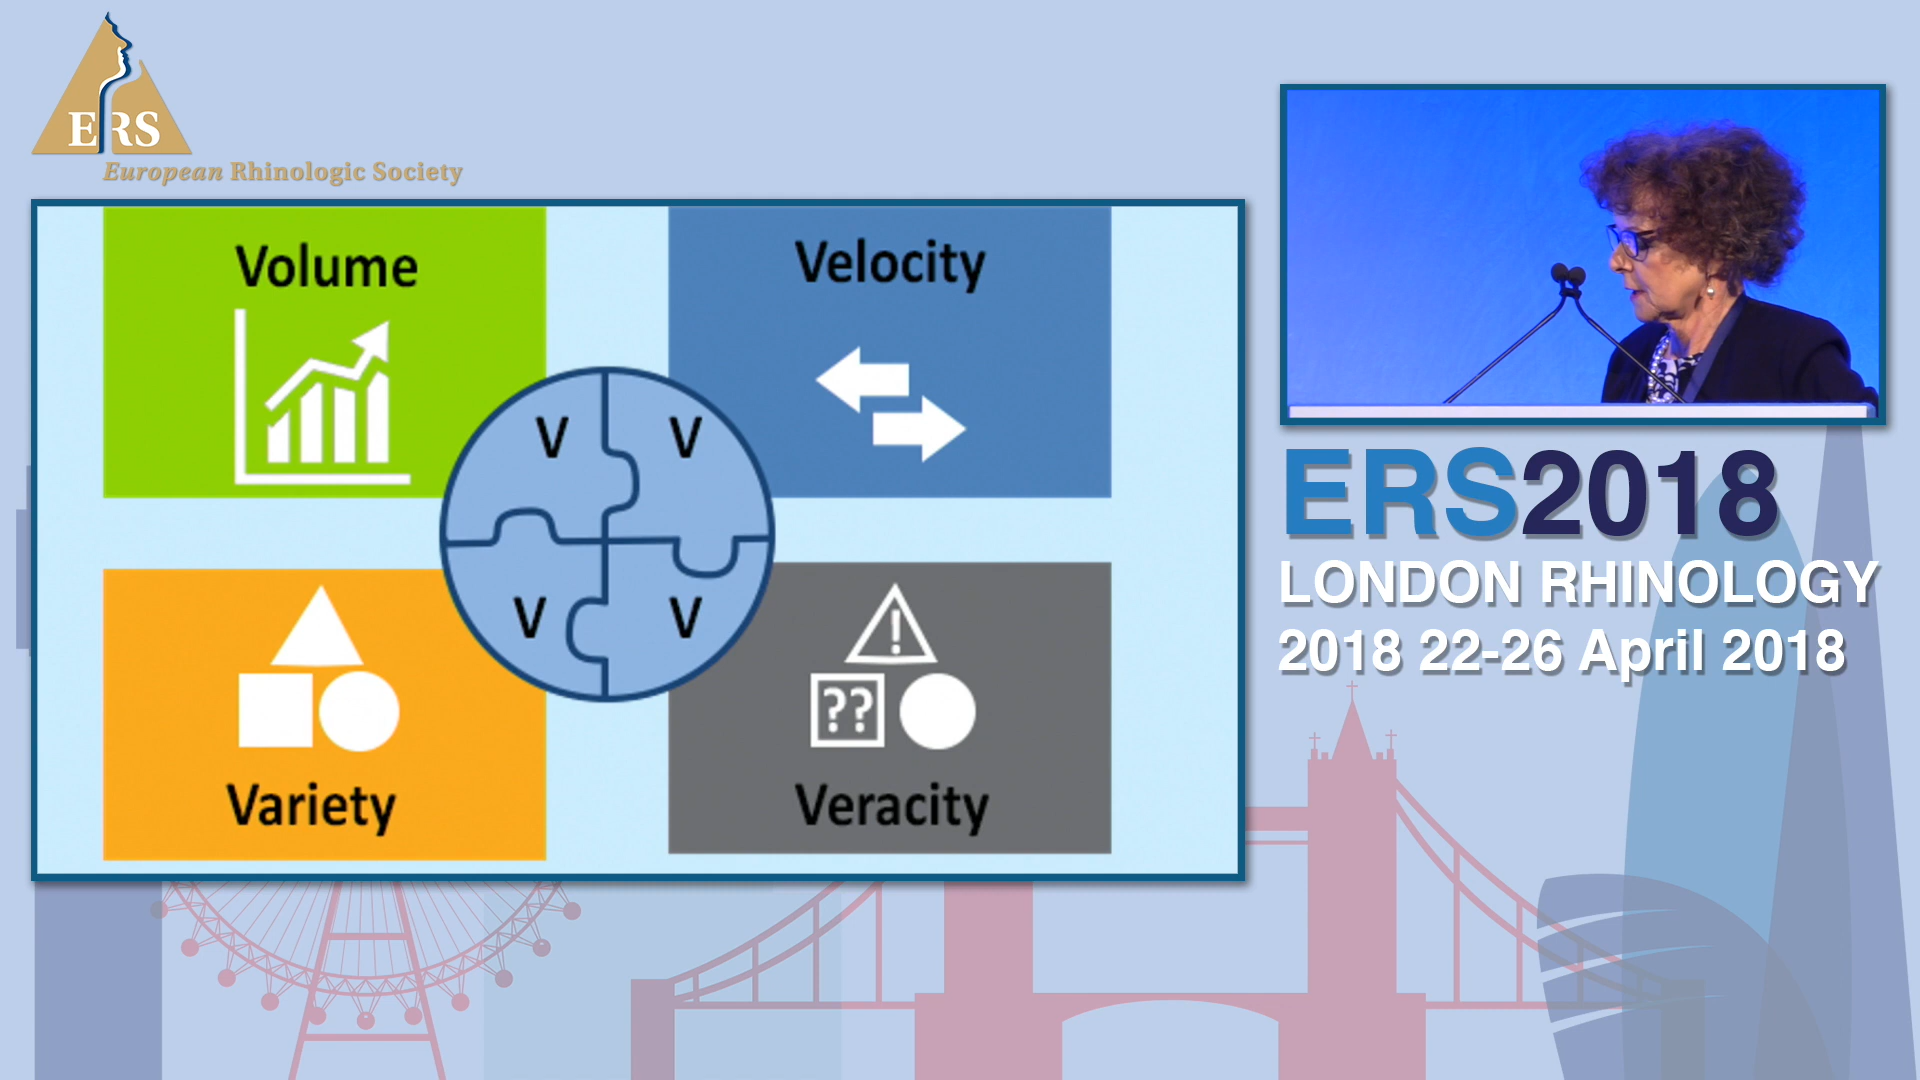 ERS
European Rhinologic Society
Volume
Velocity
V
V
V
V
??
!
Variety
Veracity
ERS2018
LONDON RHINOLOGY
2018 22-26 April 2018